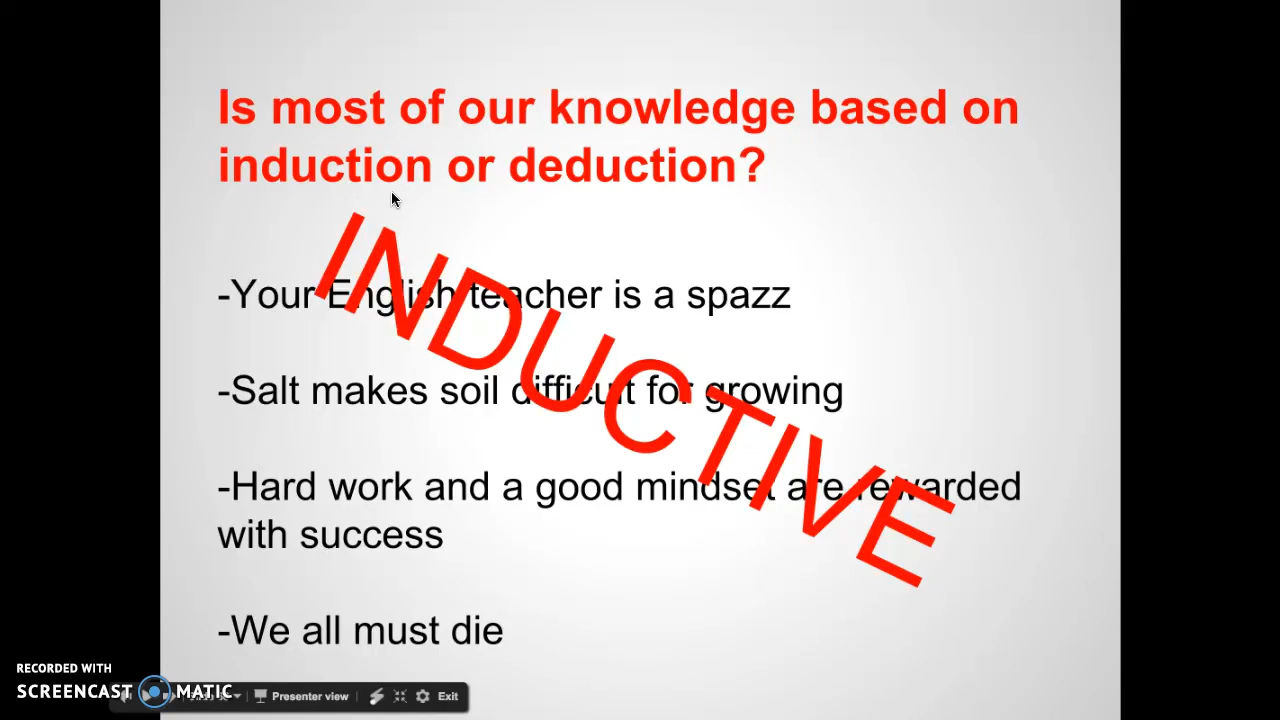 Is most of our knowledge based on
induction or deduction?
INDUCTIVE
-Your English teacher is a spazz
-Salt makes soil difficult for growing
-Hard work and a good mindset are rewarded
with success
-We all must die
RECORDED WITH
SCREENCAST MATIC
Presenter view
Exit